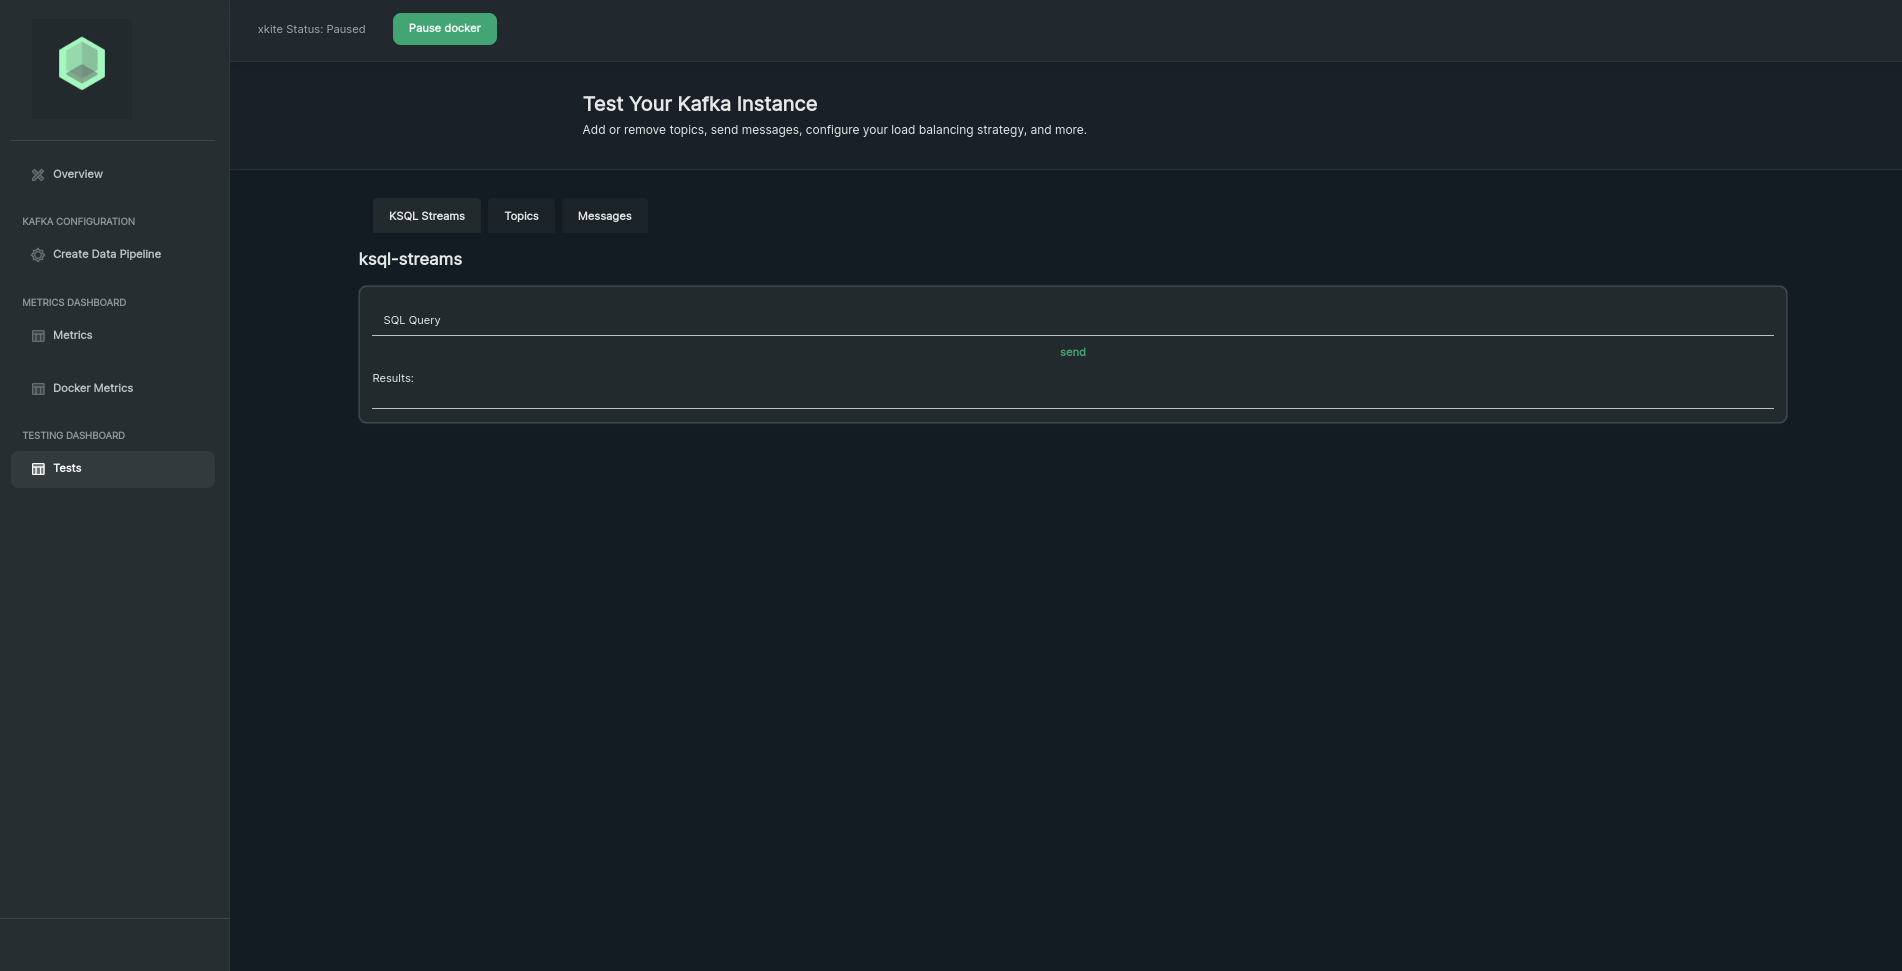 xkite Status: Paused
Pause docker
Test Your Kafka Instance
Add or remove topics, send messages, configure your load balancing strategy, and more.
Overview
KAFKA CONFIGURATION
Create Data Pipeline
METRICS DASHBOARD
Metrics
Docker Metrics
TESTING DASHBOARD
Tests
KSQL Streams
Topics
Messages
ksql-streams
SQL Query
send
Results: